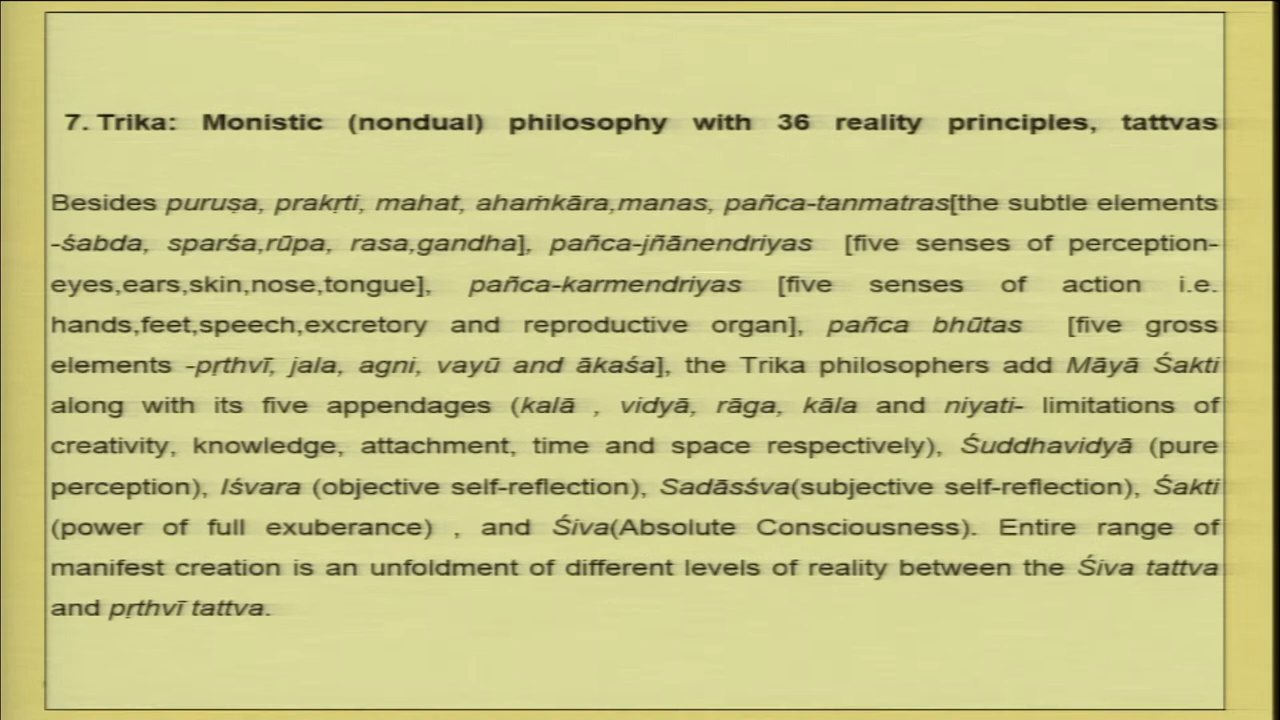 7. Trika: Monistic (nondual) philosophy with 36 reality principles, tattvas
Besides puruṣa, prakṛti, mahat, ahaṁkāra,manas, pañca-tanmatras[the subtle elements
-śabda, sparśa,rūpa, rasa,gandha], pañca-jñānendriyas [five senses of perception-
eyes,ears,skin,nose,tongue], pañca-karmendriyas [five senses of action i.e.
hands,feet,speech,excretory and reproductive organ], pañca bhūtas [five gross
elements -pṛthvī, jala, agni, vayū and ākaśa], the Trika philosophers add Māyā Śakti
along with its five appendages (kalā , vidyā, rāga, kāla and niyati- limitations of
creativity, knowledge, attachment, time and space respectively), Śuddhavidyā (pure
perception), Iśvara (objective self-reflection), Sadāsśva(subjective self-reflection), Śakti
(power of full exuberance) , and Śiva(Absolute Consciousness). Entire range of
manifest creation is an unfoldment of different levels of reality between the Śiva tattva
and pṛthvī tattva.